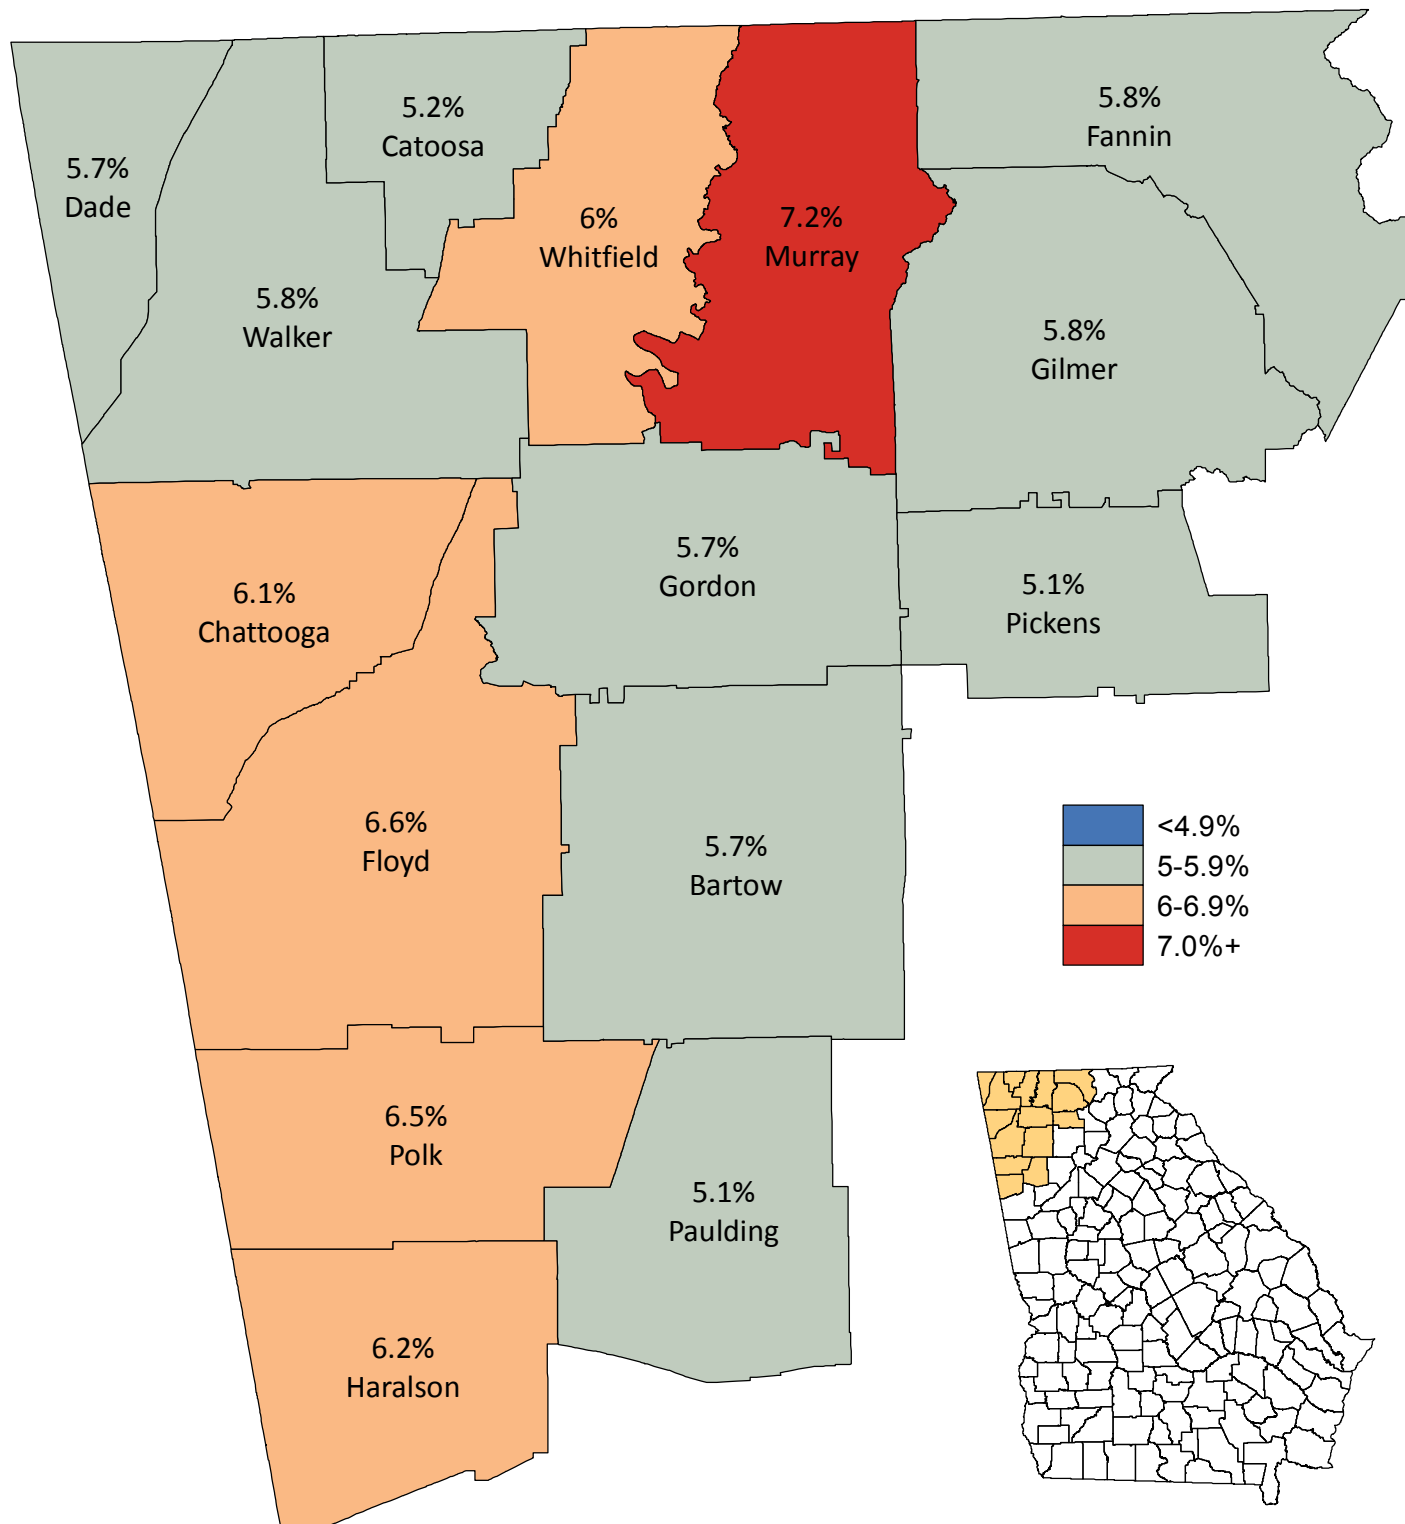 5.2%
Catoosa
5.8%
Fannin
5.7%
Dade
6%
Whitfield
7.2%
Murray
5.8%
Walker
5.8%
Gilmer
5.7%
Gordon
5.1%
Pickens
6.1%
Chattooga
6.6%
Floyd
5.7%
Bartow
<4.9%
5-5.9%
6-6.9%
7.0%+
6.5%
Polk
5.1%
Paulding
6.2%
Haralson